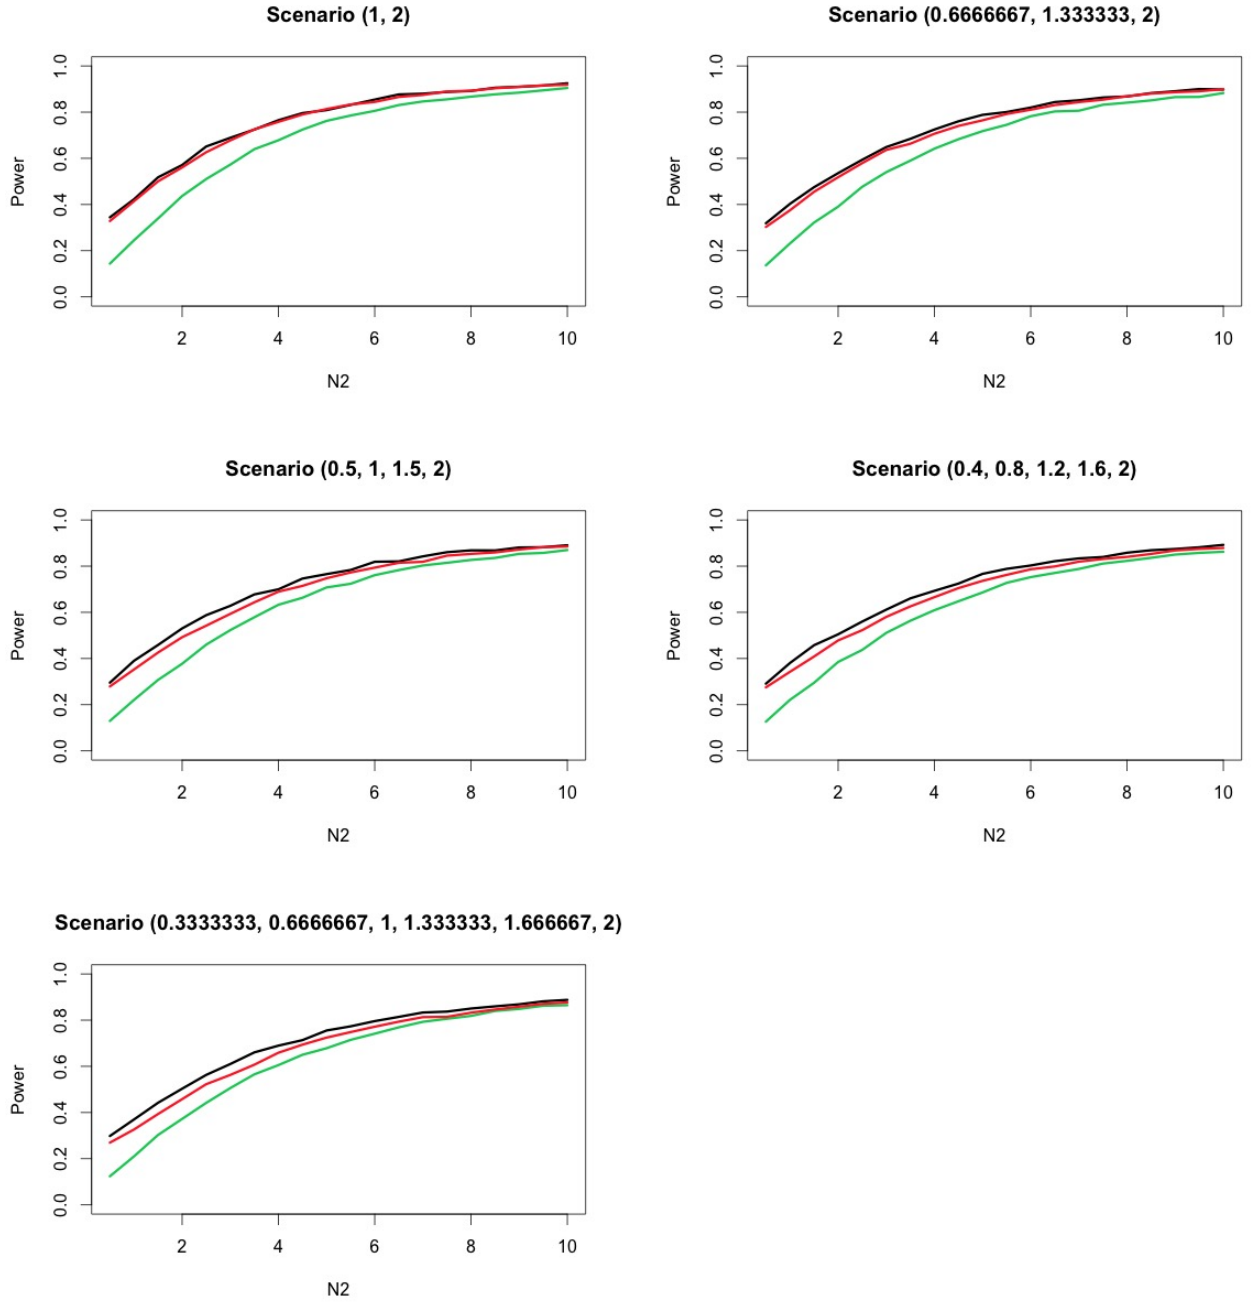 Scenario (1, 2)
Power
0.0 0.2 0.4 0.6 0.8 1.0
2 4 6 8 10
N2
Scenario (0.6666667, 1.333333, 2)
Power
0.0 0.2 0.4 0.6 0.8 1.0
2 4 6 8 10
N2
Scenario (0.5, 1, 1.5, 2)
Power
0.0 0.2 0.4 0.6 0.8 1.0
2 4 6 8 10
N2
Scenario (0.4, 0.8, 1.2, 1.6, 2)
Power
0.0 0.2 0.4 0.6 0.8 1.0
2 4 6 8 10
N2
Scenario (0.3333333, 0.6666667, 1, 1.333333, 1.666667, 2)
Power
0.0 0.2 0.4 0.6 0.8 1.0
2 4 6 8 10
N2